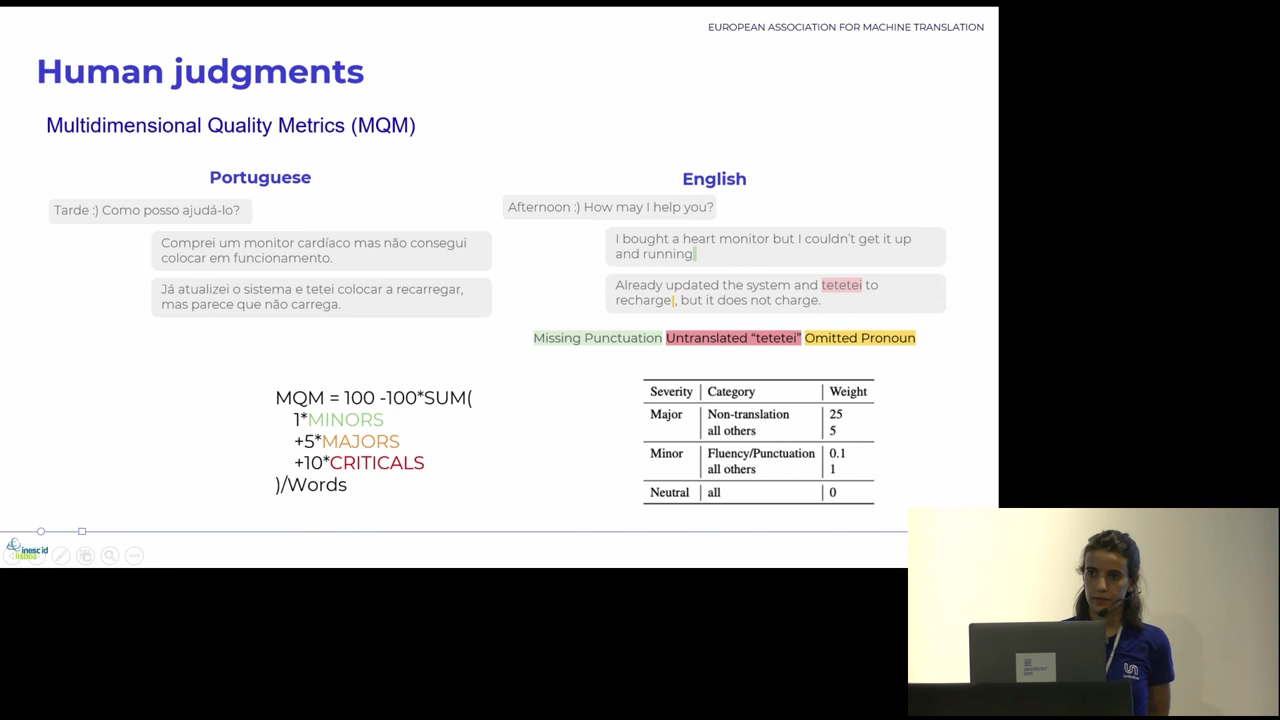 EUROPEAN ASSOCIATION FOR MACHINE TRANSLATION
Human judgments
Multidimensional Quality Metrics (MQM)
Portuguese
Tarde :) Como posso ajudá-lo?
Comprei um monitor cardíaco mas não consegui
colocar em funcionamento.
Já atualizei o sistema e tetei colocar a recarregar,
mas parece que não carrega.
English
Afternoon :) How may I help you?
I bought a heart monitor but I couldn't get it up
and running
Already updated the system and tetetei to
recharge , but it does not charge.
Missing Punctuation Untranslated “tetetei” Omitted Pronoun
MQM = 100 -100*SUM(
1*MINORS
+5*MAJORS
+10*CRITICALS
)/Words
Severity Category Weight
Major Non-translation 25
all others 5
Minor Fluency/Punctuation 0.1
all others 1
Neutral all 0
inesc id
lisboa